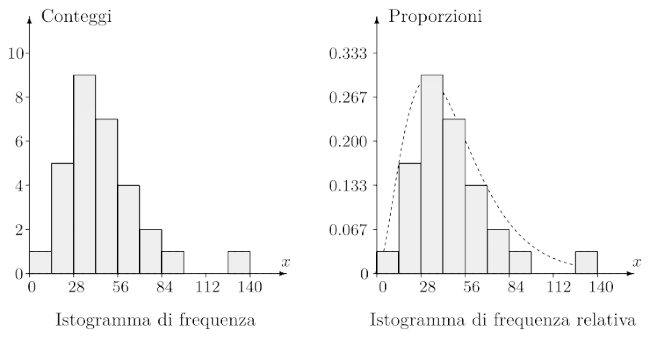 Conteggi
10
8
6
4
2
0
x
0 28 56 84 112 140
Istogramma di frequenza
Proporzioni
0.333
0.267
0.200
0.133
0.067
0
x
0 28 56 84 112 140
Istogramma di frequenza relativa